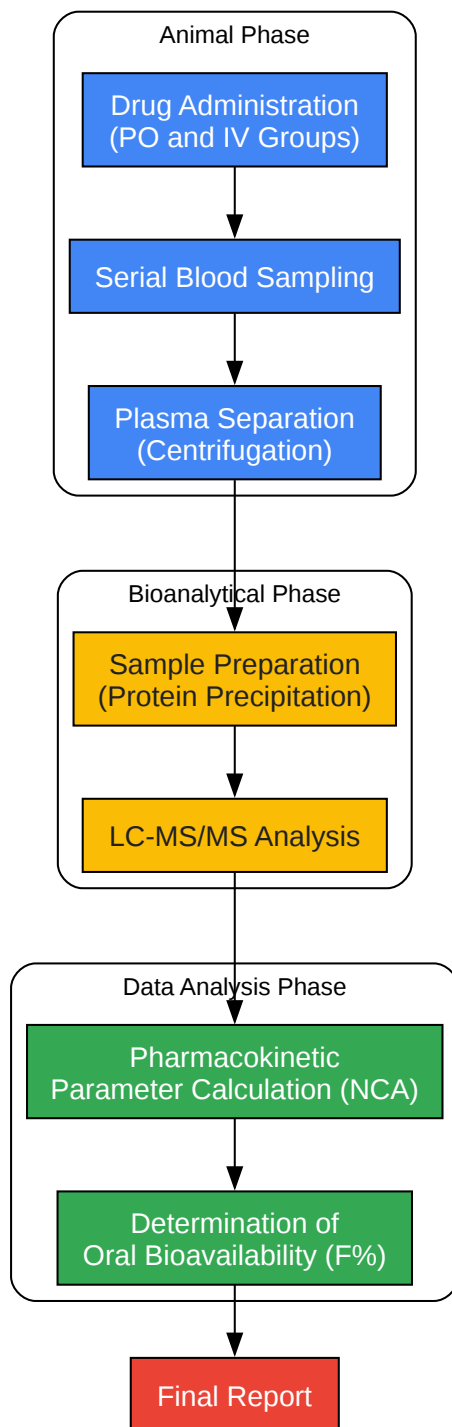 Animal Phase
Drug Administration
(PO and IV Groups)
Serial Blood Sampling
Plasma Separation
(Centrifugation)
Bioanalytical Phase
Sample Preparation
(Protein Precipitation)
LC-MS/MS Analysis
Data Analysis Phase
Pharmacokinetic
Parameter Calculation (NCA)
Determination of
Oral Bioavailability (F%)
Final Report